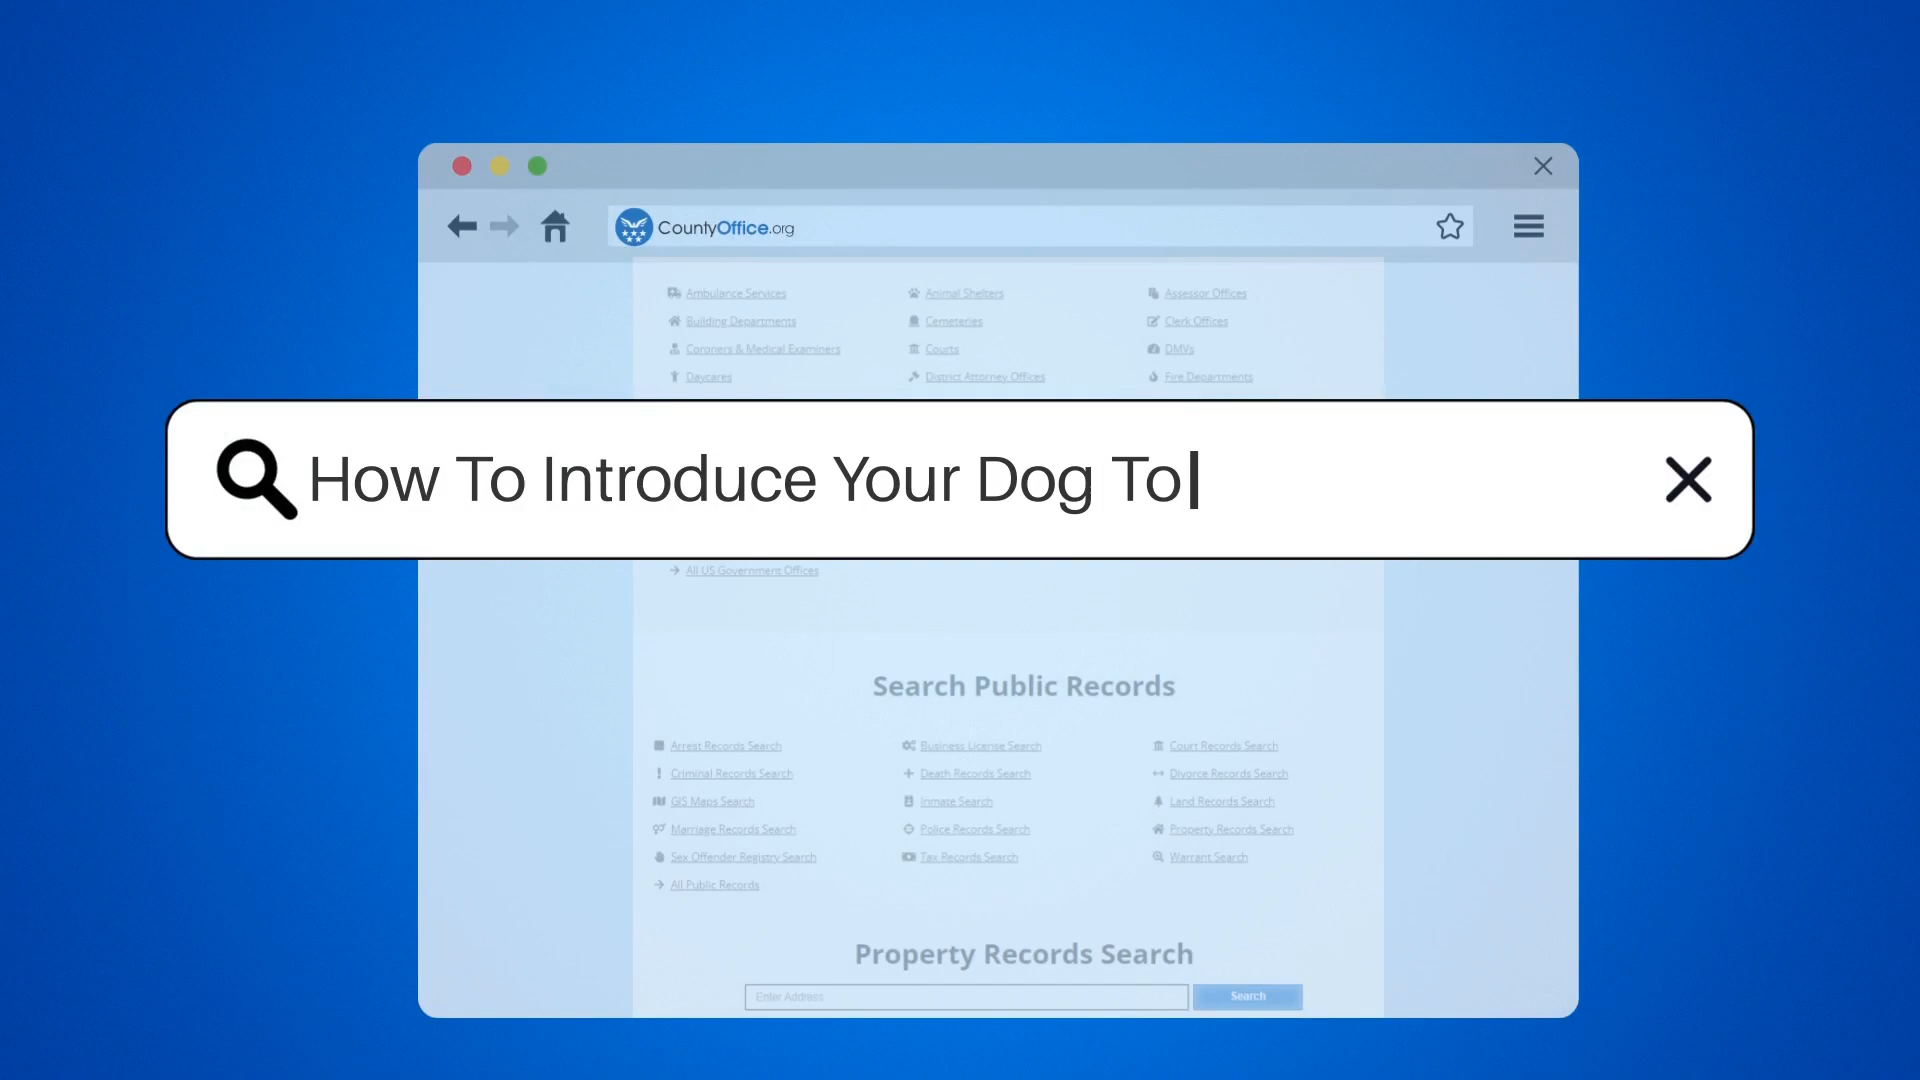 CountyOffice.org
Ambulance Services Animal Shelters Assessor Offices
Building Departments Cemeteries Clerk Offices
Coroners & Medical Examiners Courts DMVs
Daycares District Attorney Offices Fire Departments
How To Introduce Your Dog To
All US Government Offices
Search Public Records
Arrest Records Search Business License Search Court Records Search
Criminal Records Search Death Records Search Divorce Records Search
GIS Maps Search Inmate Search Land Records Search
Marriage Records Search Police Records Search Property Records Search
Sex Offender Registry Search Tax Records Search Warrant Search
All Public Records
Property Records Search
Enter Address Search